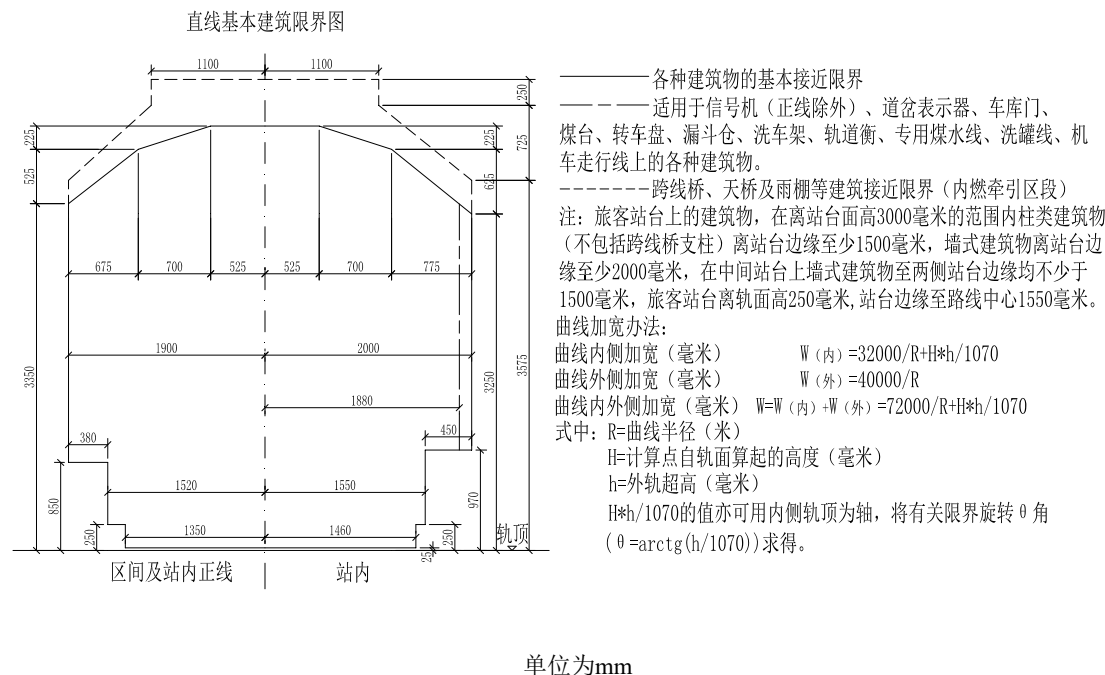 直线基本建筑限界图
1100
1100
250
225
225
725
525
625
675
700
525
525
700
775
1900
2000
3350
3250
3575
1880
380
450
1520
1550
850
970
1350
1460
250
250
25
轨顶
区间及站内正线
站内
各种建筑物的基本接近限界
适用于信号机（正线除外）、道岔表示器、车库门、
煤台、转车盘、漏斗仓、洗车架、轨道衡、专用煤水线、洗罐线、机
车走行线上的各种建筑物。
跨线桥、天桥及雨棚等建筑接近限界（内燃牵引区段）
注：旅客站台上的建筑物，在离站台面高3000毫米的范围内柱类建筑物
（不包括跨线桥支柱）离站台边缘至少1500毫米，墙式建筑物离站台边
缘至少2000毫米，在中间站台上墙式建筑物至两侧站台边缘均不少于
1500毫米，旅客站台离轨面高250毫米,站台边缘至路线中心1550毫米。
曲线加宽办法：
曲线内侧加宽（毫米） W（内）=32000/R+H*h/1070
曲线外侧加宽（毫米） W（外）=40000/R
曲线内外侧加宽（毫米） W=W（内）+W（外）=72000/R+H*h/1070
式中：R=曲线半径（米）
H=计算点自轨面算起的高度（毫米）
h=外轨超高（毫米）
H*h/1070的值亦可用内侧轨顶为轴，将有关限界旋转θ角
(θ=arctg(h/1070))求得。
单位为mm